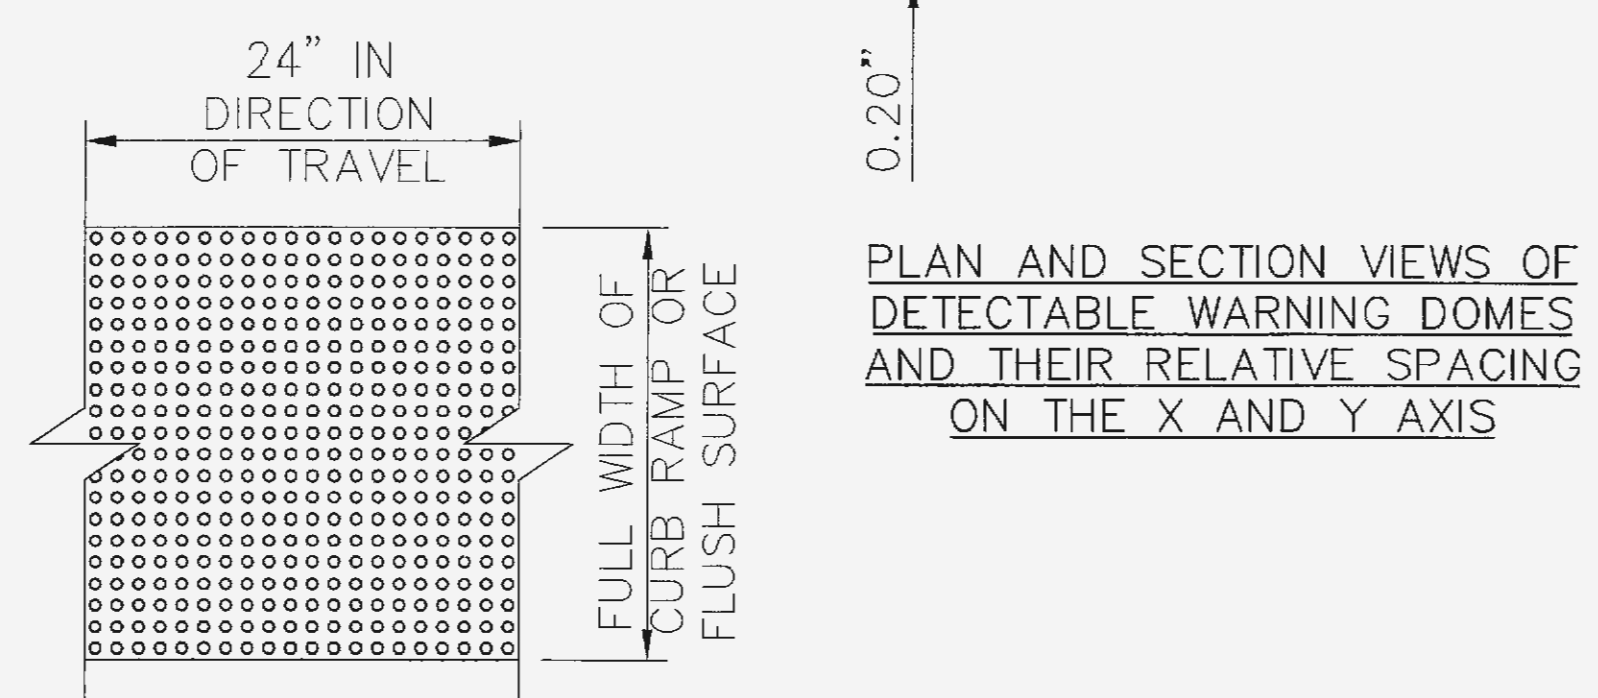 24" IN
DIRECTION
OF TRAVEL
FULL WIDTH OF
CURB RAMP OR
FLUSH SURFACE
0.20"
PLAN AND SECTION VIEWS OF
DETECTABLE WARNING DOMES
AND THEIR RELATIVE SPACING
ON THE X AND Y AXIS